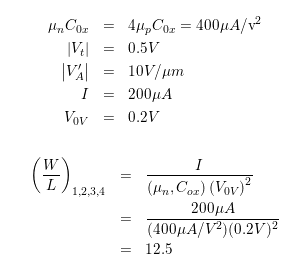 μₙC₀ₓ = 4μₚC₀ₓ = 400μA/v²
|Vₜ| = 0.5V
|V′_A| = 10V/μm
I = 200μA
V₀V = 0.2V
(W/L)₁,₂,₃,₄ = I / (μₙ, Cₒₓ) (V₀V)²
= 200μA / (400μA/V²)(0.2V)²
= 12.5